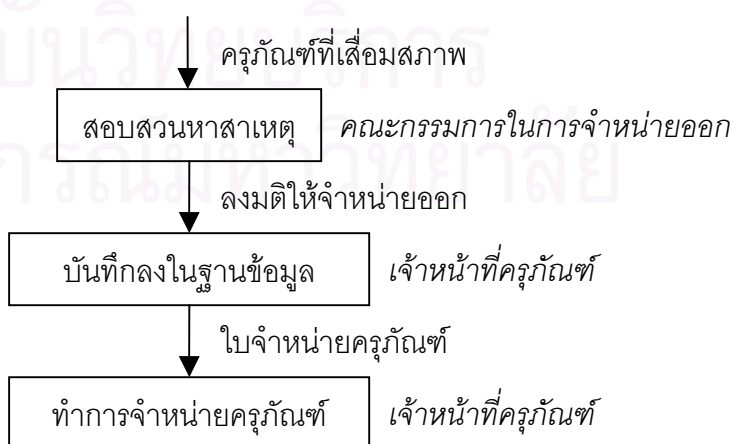 ครุภัณฑ์ที่เสื่อมสภาพ
สอบสวนหาสาเหตุ คณะกรรมการในการจำหน่ายออก
ลงมติให้จำหน่ายออก
บันทึกลงในฐานข้อมูล เจ้าหน้าที่ครุภัณฑ์
ใบจำหน่ายครุภัณฑ์
ทำการจำหน่ายครุภัณฑ์ เจ้าหน้าที่ครุภัณฑ์